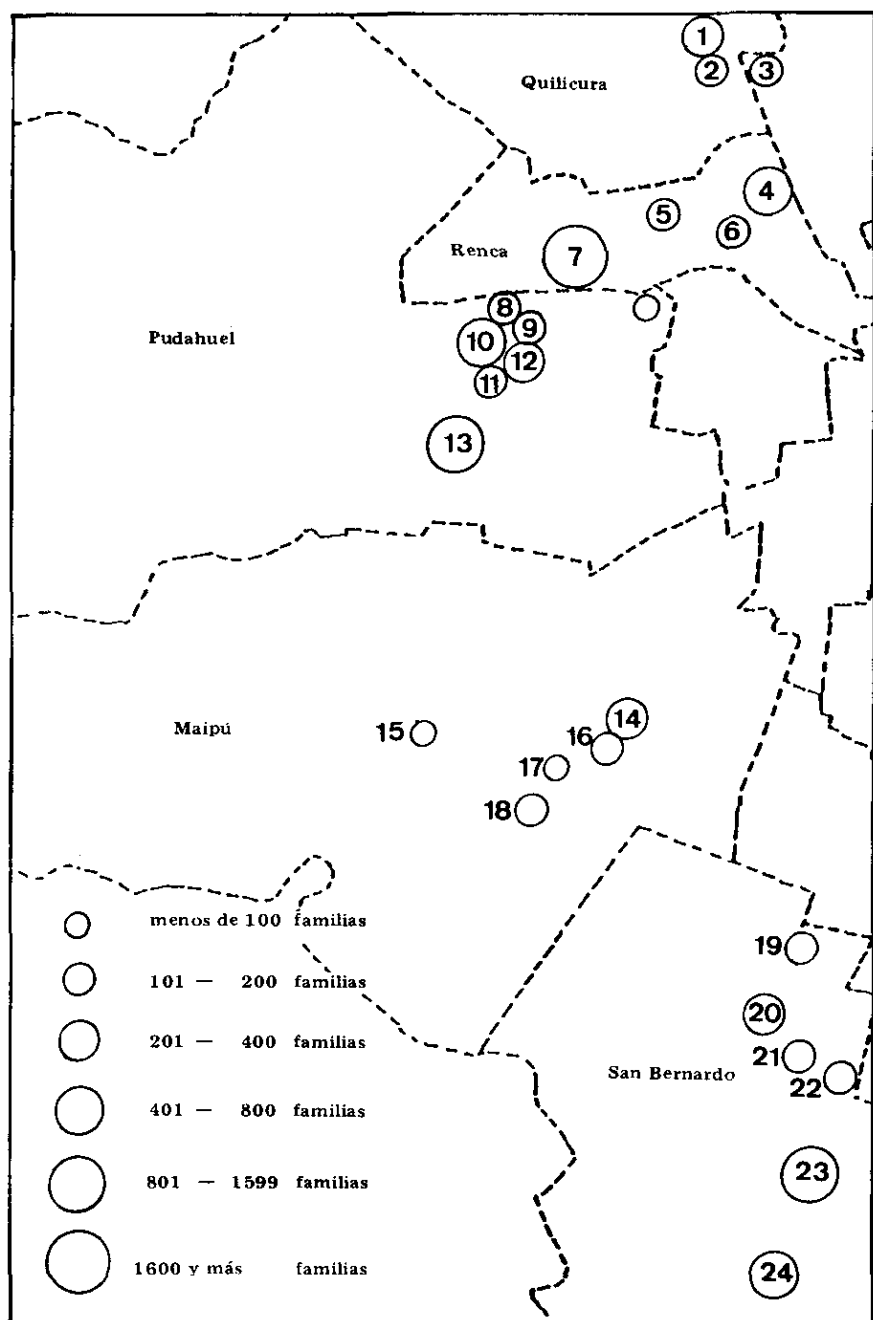 1
Quilicura
2
3
4
5
6
Renca
7
8
9
Pudahuel
10
12
11
13
14
Maipú
15
16
17
18
menos de 100 familias
19
101 — 200 familias
20
201 — 400 familias
21
San Bernardo
22
401 — 800 familias
23
801 — 1599 familias
24
1600 y más familias